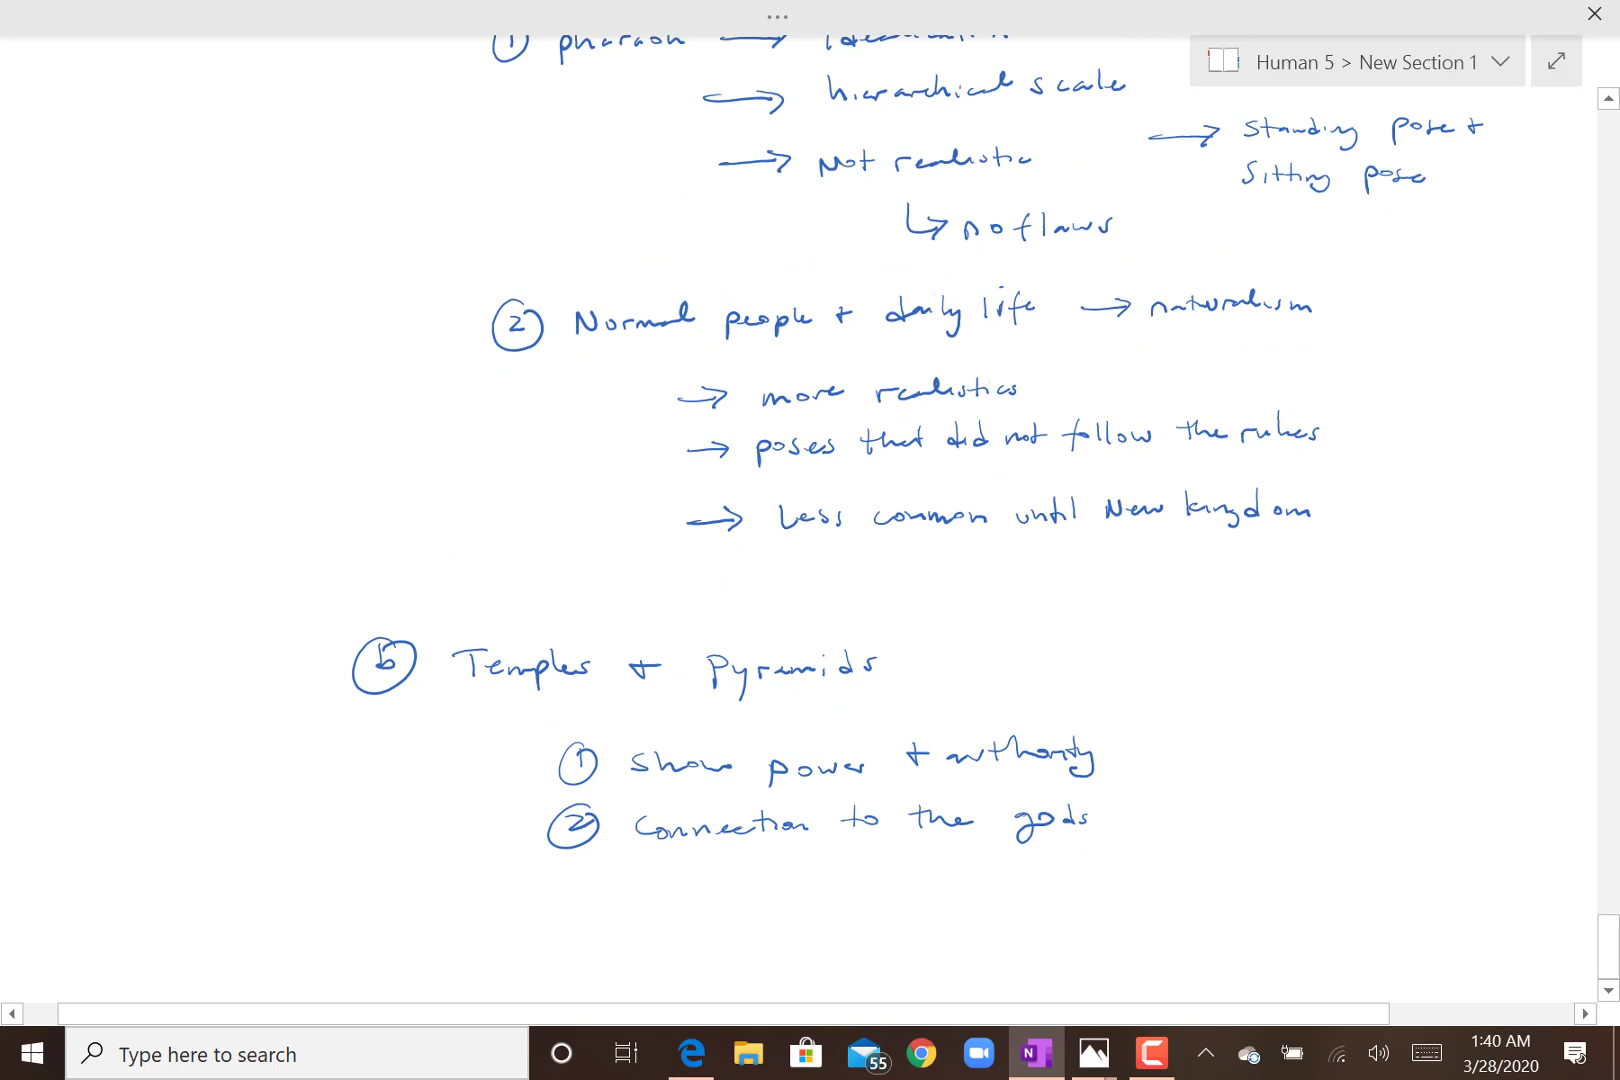 ① pharaoh → Idealism
→ hierarchical scale
→ Not realistic
→ Standing pose +
Sitting pose
↳ no flaws
② Normal people + daily life → naturalism
→ more realistics
→ poses that did not follow the rules
→ Less common until New kingdom
ⓑ Temples + Pyramids
① Show power + authority
② Connection to the gods
Human 5 > New Section 1
Type here to search
55
1:40 AM
3/28/2020